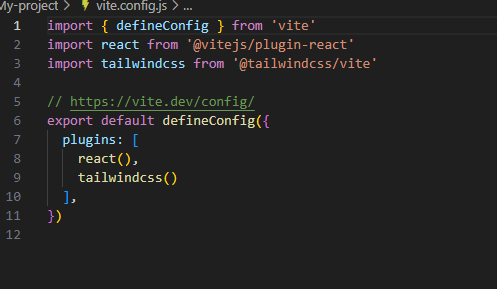 My-project > vite.config.js > ...
1 import { defineConfig } from 'vite'
2 import react from '@vitejs/plugin-react'
3 import tailwindcss from '@tailwindcss/vite'
4
5 // https://vite.dev/config/
6 export default defineConfig({
7   plugins: [
8     react(),
9     tailwindcss()
10   ],
11 })
12